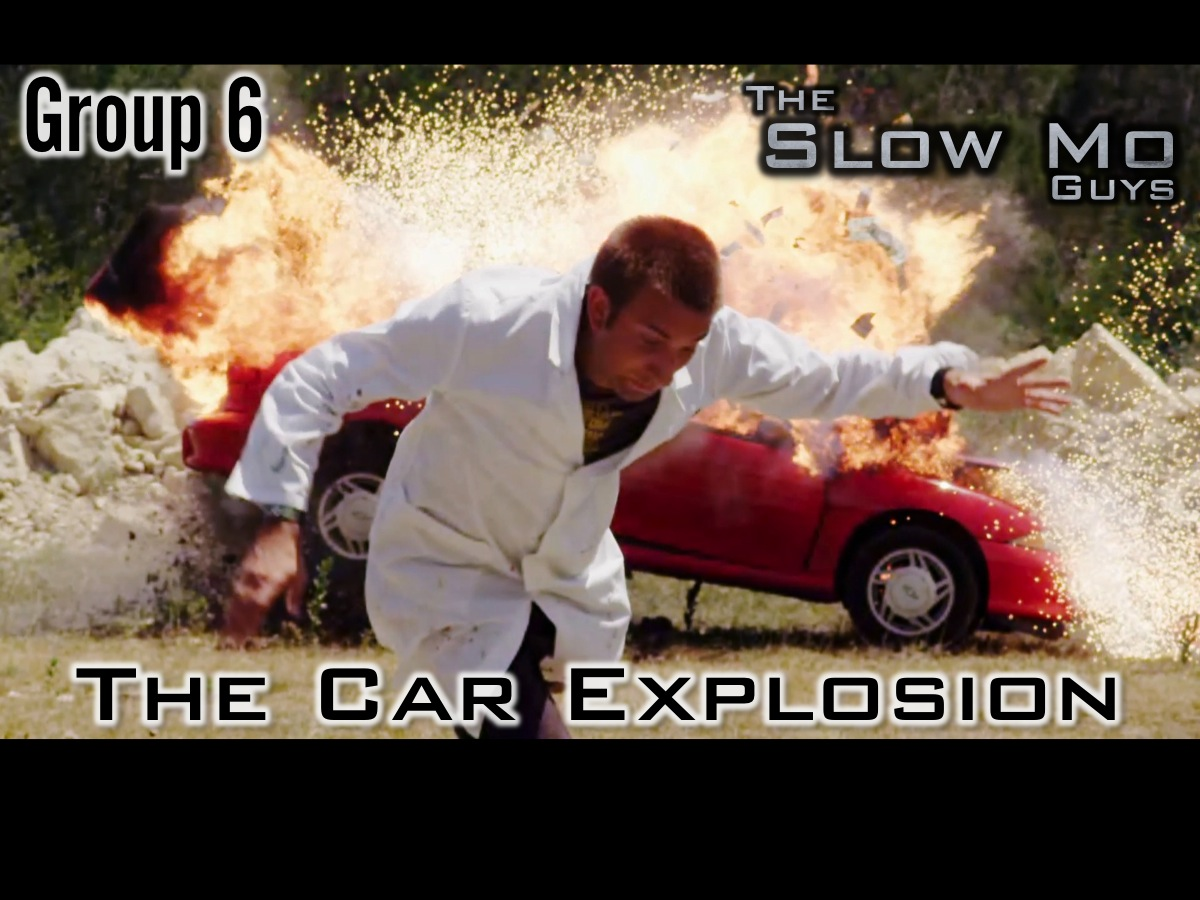 Group 6
The
Slow Mo
Guys
The Car Explosion